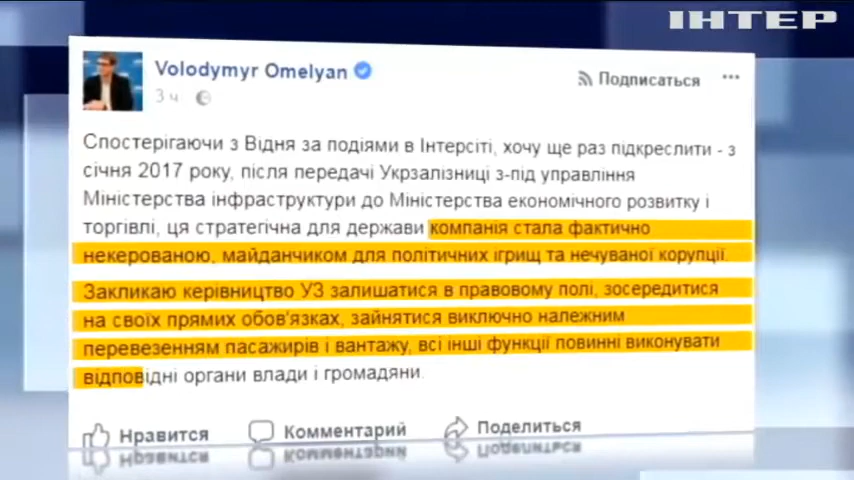 ІНТЕР
Volodymyr Omelyan
3 ч
Подписаться
Спостерігаючи з Відня за подіями в Інтерсіті, хочу ще раз підкреслити - з
січня 2017 року, після передачі Укрзалізниці з-під управління
Міністерства інфраструктури до Міністерства економічного розвитку і
торгівлі, ця стратегічна для держави компанія стала фактично
некерованою, майданчиком для політичних ігрищ та нечуваної корупції.
Закликаю керівництво УЗ залишатися в правовому полі, зосередитися
на своїх прямих обов'язках, зайнятися виключно належним
перевезенням пасажирів і вантажу, всі інші функції повинні виконувати
відповідні органи влади і громадяни.
Нравится Комментарий Поделиться